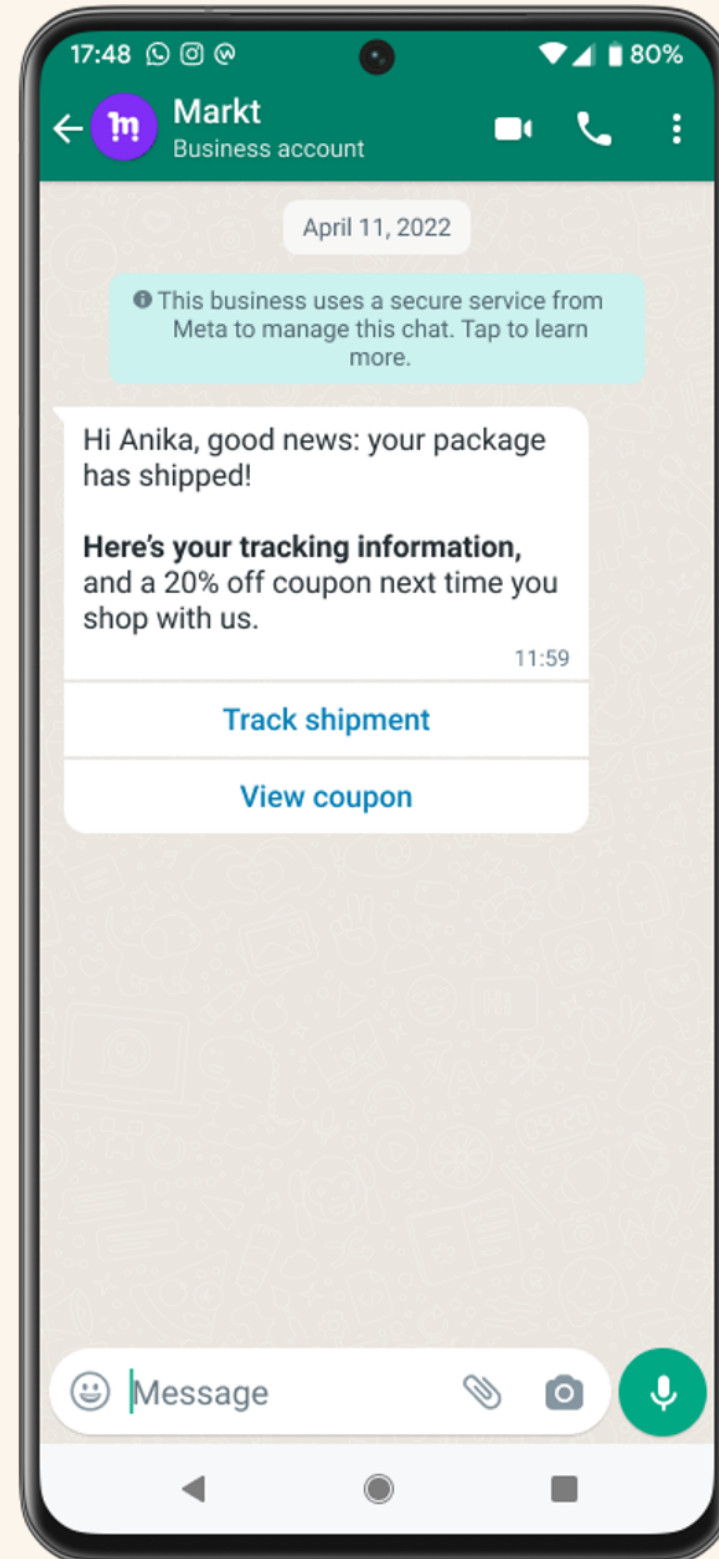 17:48 80%
Markt
Business account
April 11, 2022
This business uses a secure service from
Meta to manage this chat. Tap to learn
more.
Hi Anika, good news: your package
has shipped!
Here's your tracking information,
and a 20% off coupon next time you
shop with us.
11:59
Track shipment
View coupon
Message